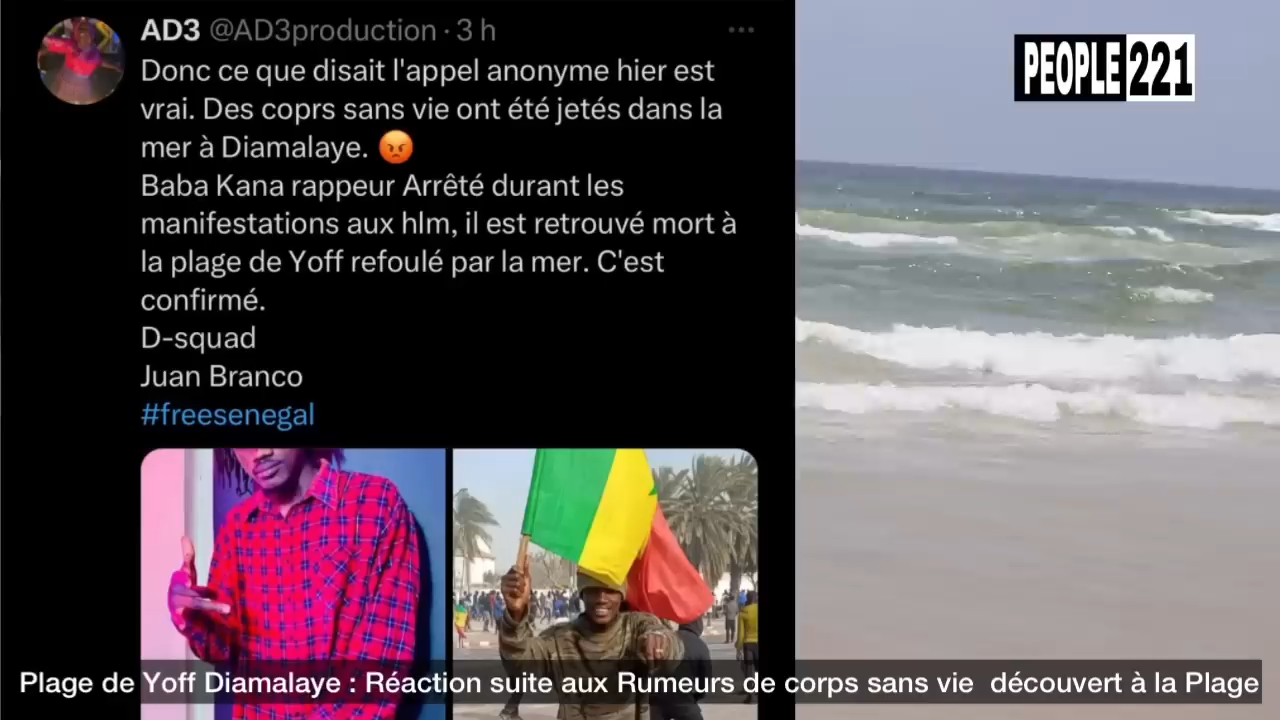 AD3 @AD3production · 3 h
Donc ce que disait l'appel anonyme hier est
vrai. Des coprs sans vie ont été jetés dans la
mer à Diamalaye. 😡
Baba Kana rappeur Arrêté durant les
manifestations aux hlm, il est retrouvé mort à
la plage de Yoff refoulé par la mer. C'est
confirmé.
D-squad
Juan Branco
#freesenegal
PEOPLE 221
Plage de Yoff Diamalaye : Réaction suite aux Rumeurs de corps sans vie découvert à la Plage